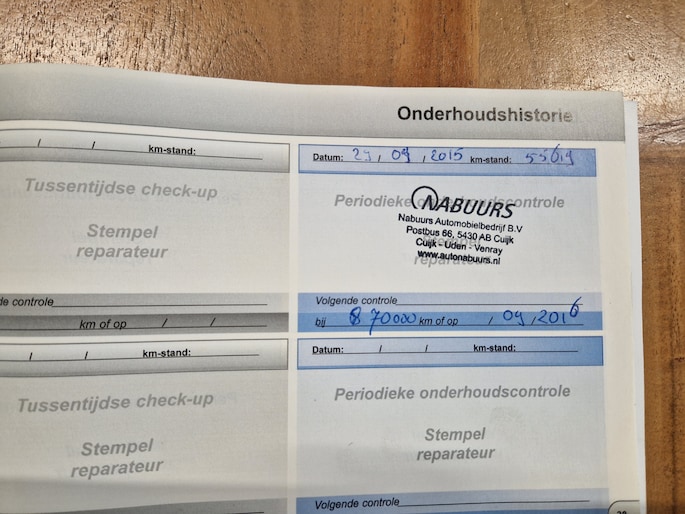 Onderhoudshistorie
/ / km-stand:
Tussentijdse check-up
Stempel
reparateur
de controle
km of op / /
Datum: 29, 09, 2015 km-stand:
Periodieke onderhoudscontrole
NABUURS
Nabuurs Automobielbedrijf B.V
Postbus 66, 5430 AB Cuijk
Cuijk - Uden - Venray
www.autonabuurs.nl
Volgende controle
bij 70000 km of op / 09, 2016
/ / km-stand:
Tussentijdse check-up
Stempel
reparateur
Datum: / / km-stand:
Periodieke onderhoudscontrole
Stempel
reparateur
Volgende controle